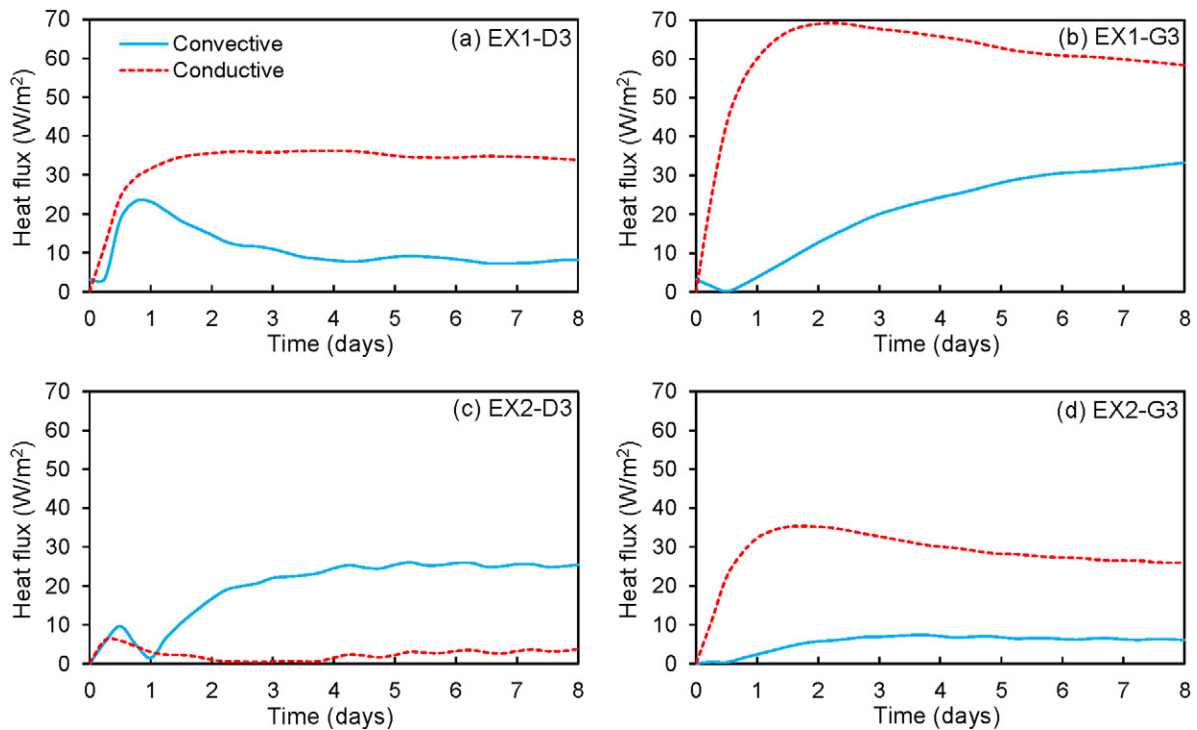 (a) EX1-D3
Convective
Conductive
70
60
50
40
30
20
10
0
Heat flux (W/m²)
0 1 2 3 4 5 6 7 8
Time (days)
(b) EX1-G3
70
60
50
40
30
20
10
0
Heat flux (W/m²)
0 1 2 3 4 5 6 7 8
Time (days)
(c) EX2-D3
70
60
50
40
30
20
10
0
Heat flux (W/m²)
0 1 2 3 4 5 6 7 8
Time (days)
(d) EX2-G3
70
60
50
40
30
20
10
0
Heat flux (W/m²)
0 1 2 3 4 5 6 7 8
Time (days)